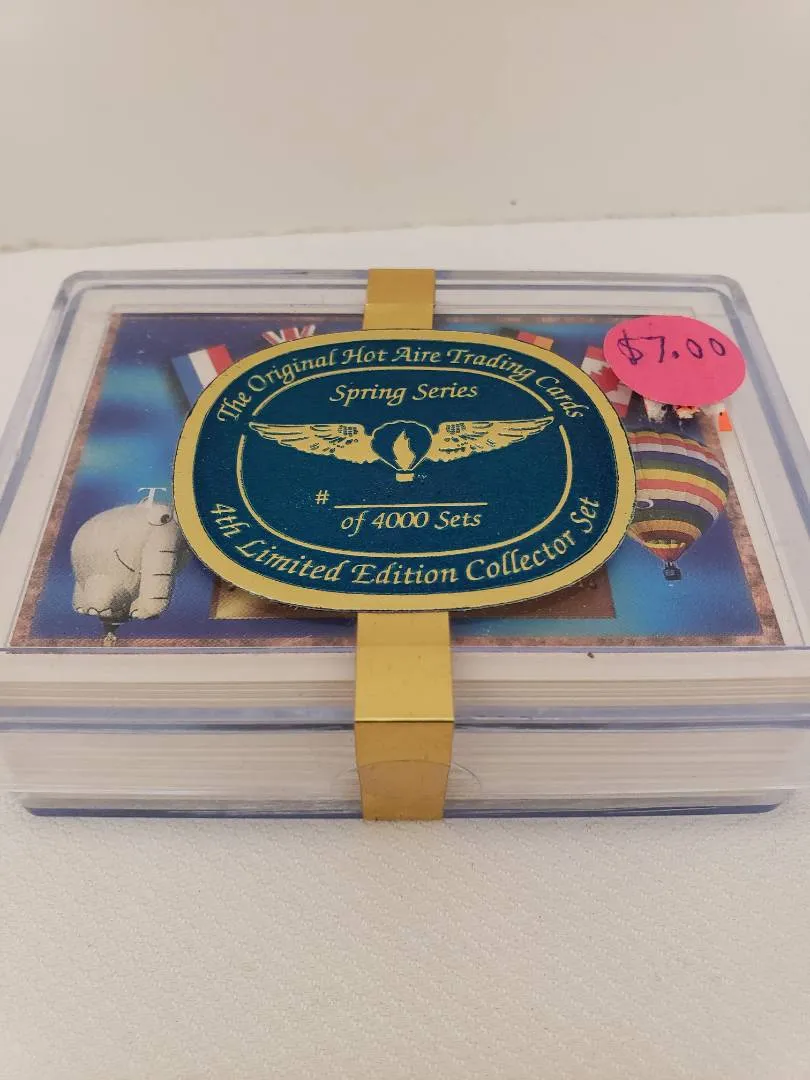 The Original Hot Aire Trading Cards
$7.00
Spring Series
#
of 4000 Sets
4th Limited Edition Collector Set